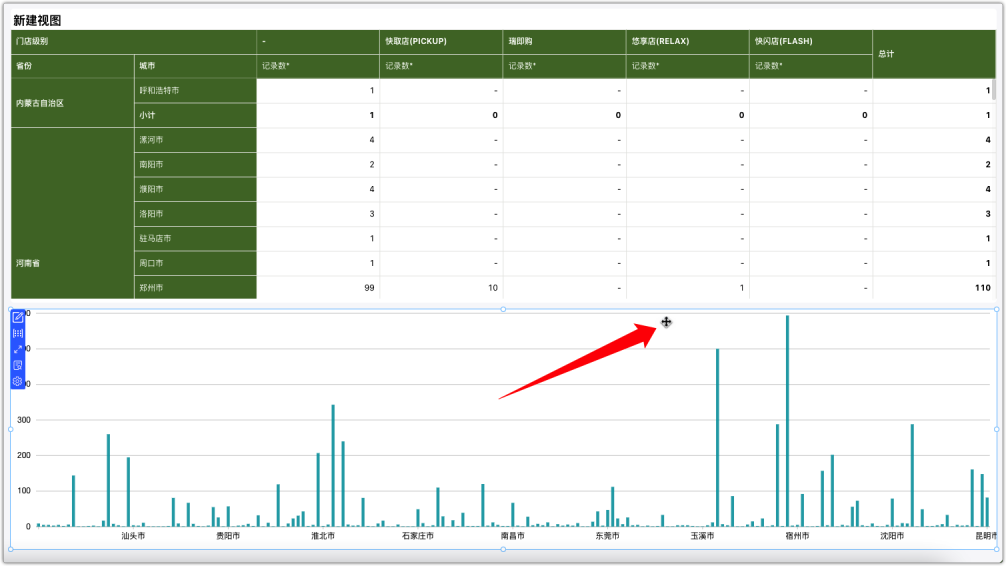 新建视图
门店级别 - 快取店(PICKUP) 瑞即购 悠享店(RELAX) 快闪店(FLASH) 总计
省份 城市 记录数* 记录数* 记录数* 记录数* 记录数*
内蒙古自治区 呼和浩特市 1 - - - - 1
小计 1 0 0 0 0 1
漯河市 4 - - - - 4
南阳市 2 - - - - 2
濮阳市 4 - - - - 4
洛阳市 3 - - - - 3
驻马店市 1 - - - - 1
河南省 周口市 1 - - - - 1
郑州市 99 10 - 1 - 110
300
200
100
0
汕头市 贵阳市 淮北市 石家庄市 南昌市 东莞市 玉溪市 宿州市 沈阳市 昆明市